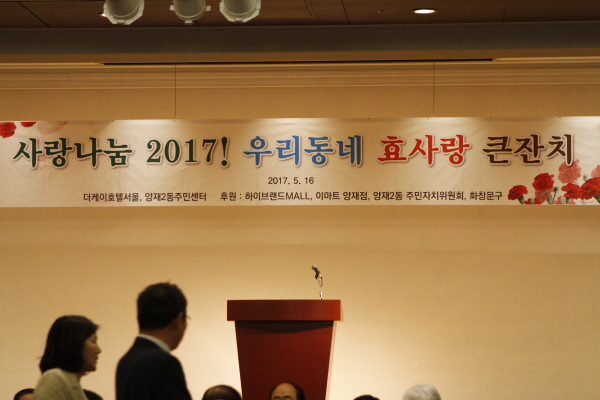 사랑나눔 2017! 우리동네 효사랑 큰잔치
2017. 5. 16
더케이호텔서울, 양재2동주민센터 후원 : 하이브랜드MALL, 이마트 양재점, 양재2동 주민자치위원회, 화창문구